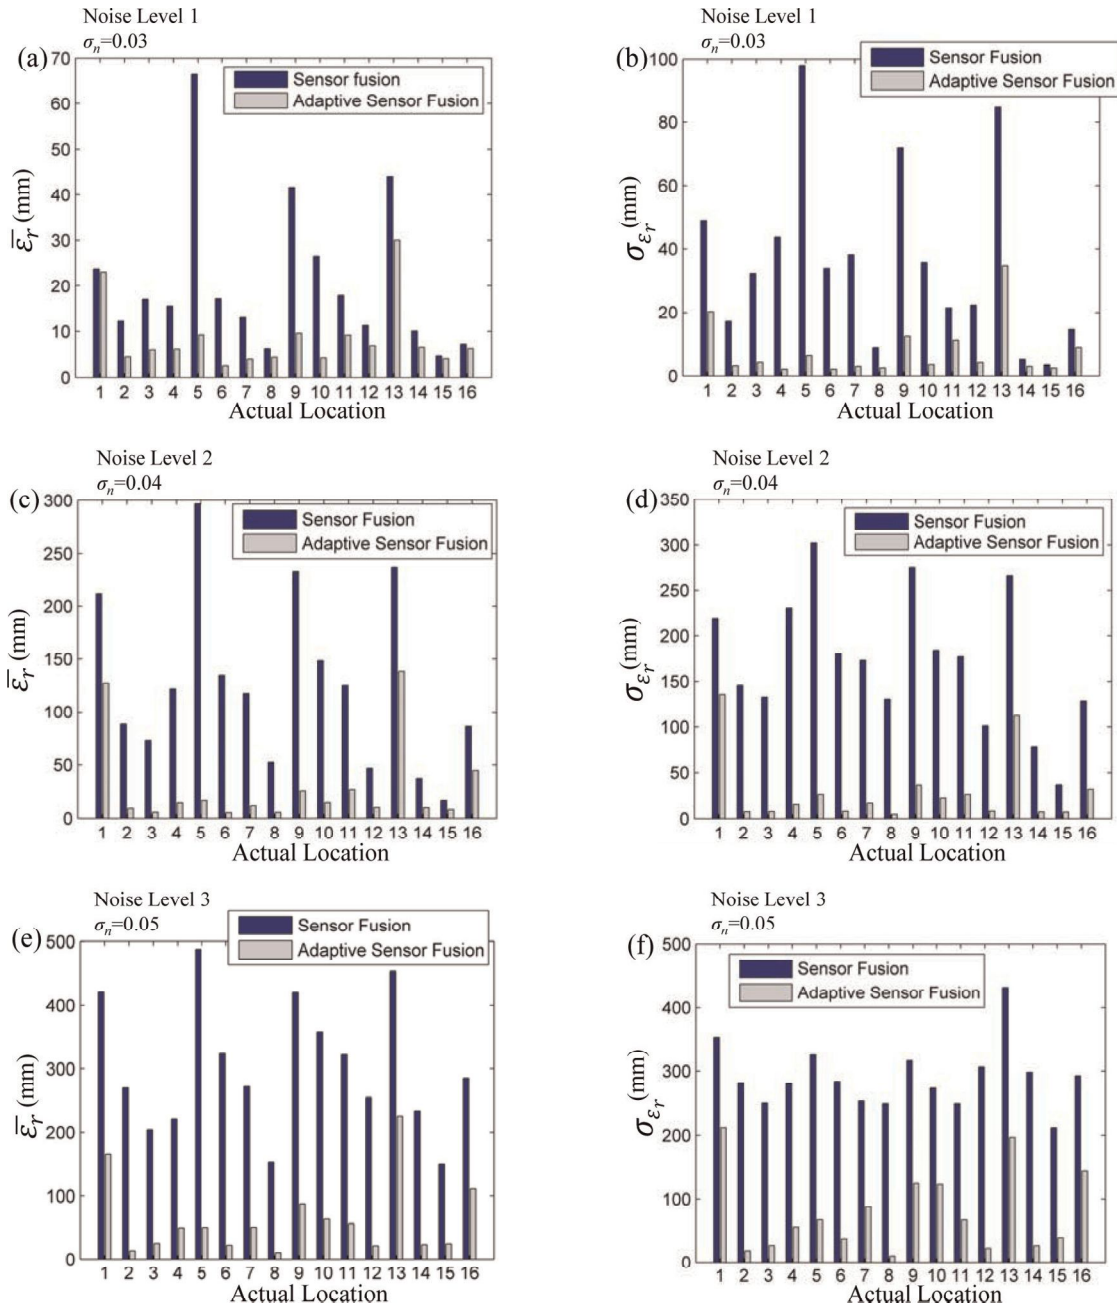 Noise Level 1
σn=0.03
(a)
70
60
50
40
30
20
10
0
ε̅r (mm)
Sensor fusion
Adaptive Sensor Fusion
1 2 3 4 5 6 7 8 9 10 11 12 13 14 15 16
Actual Location
Noise Level 1
σn=0.03
(b)
100
80
60
40
20
0
σεr (mm)
Sensor Fusion
Adaptive Sensor Fusion
1 2 3 4 5 6 7 8 9 10 11 12 13 14 15 16
Actual Location
Noise Level 2
σn=0.04
(c)
300
250
200
150
100
50
0
ε̅r (mm)
Sensor Fusion
Adaptive Sensor Fusion
1 2 3 4 5 6 7 8 9 10 11 12 13 14 15 16
Actual Location
Noise Level 2
σn=0.04
(d)
350
300
250
200
150
100
50
0
σεr (mm)
Sensor Fusion
Adaptive Sensor Fusion
1 2 3 4 5 6 7 8 9 10 11 12 13 14 15 16
Actual Location
Noise Level 3
σn=0.05
(e)
500
400
300
200
100
0
ε̅r (mm)
Sensor Fusion
Adaptive Sensor Fusion
1 2 3 4 5 6 7 8 9 10 11 12 13 14 15 16
Actual Location
Noise Level 3
σn=0.05
(f)
500
400
300
200
100
0
σεr (mm)
Sensor Fusion
Adaptive Sensor Fusion
1 2 3 4 5 6 7 8 9 10 11 12 13 14 15 16
Actual Location